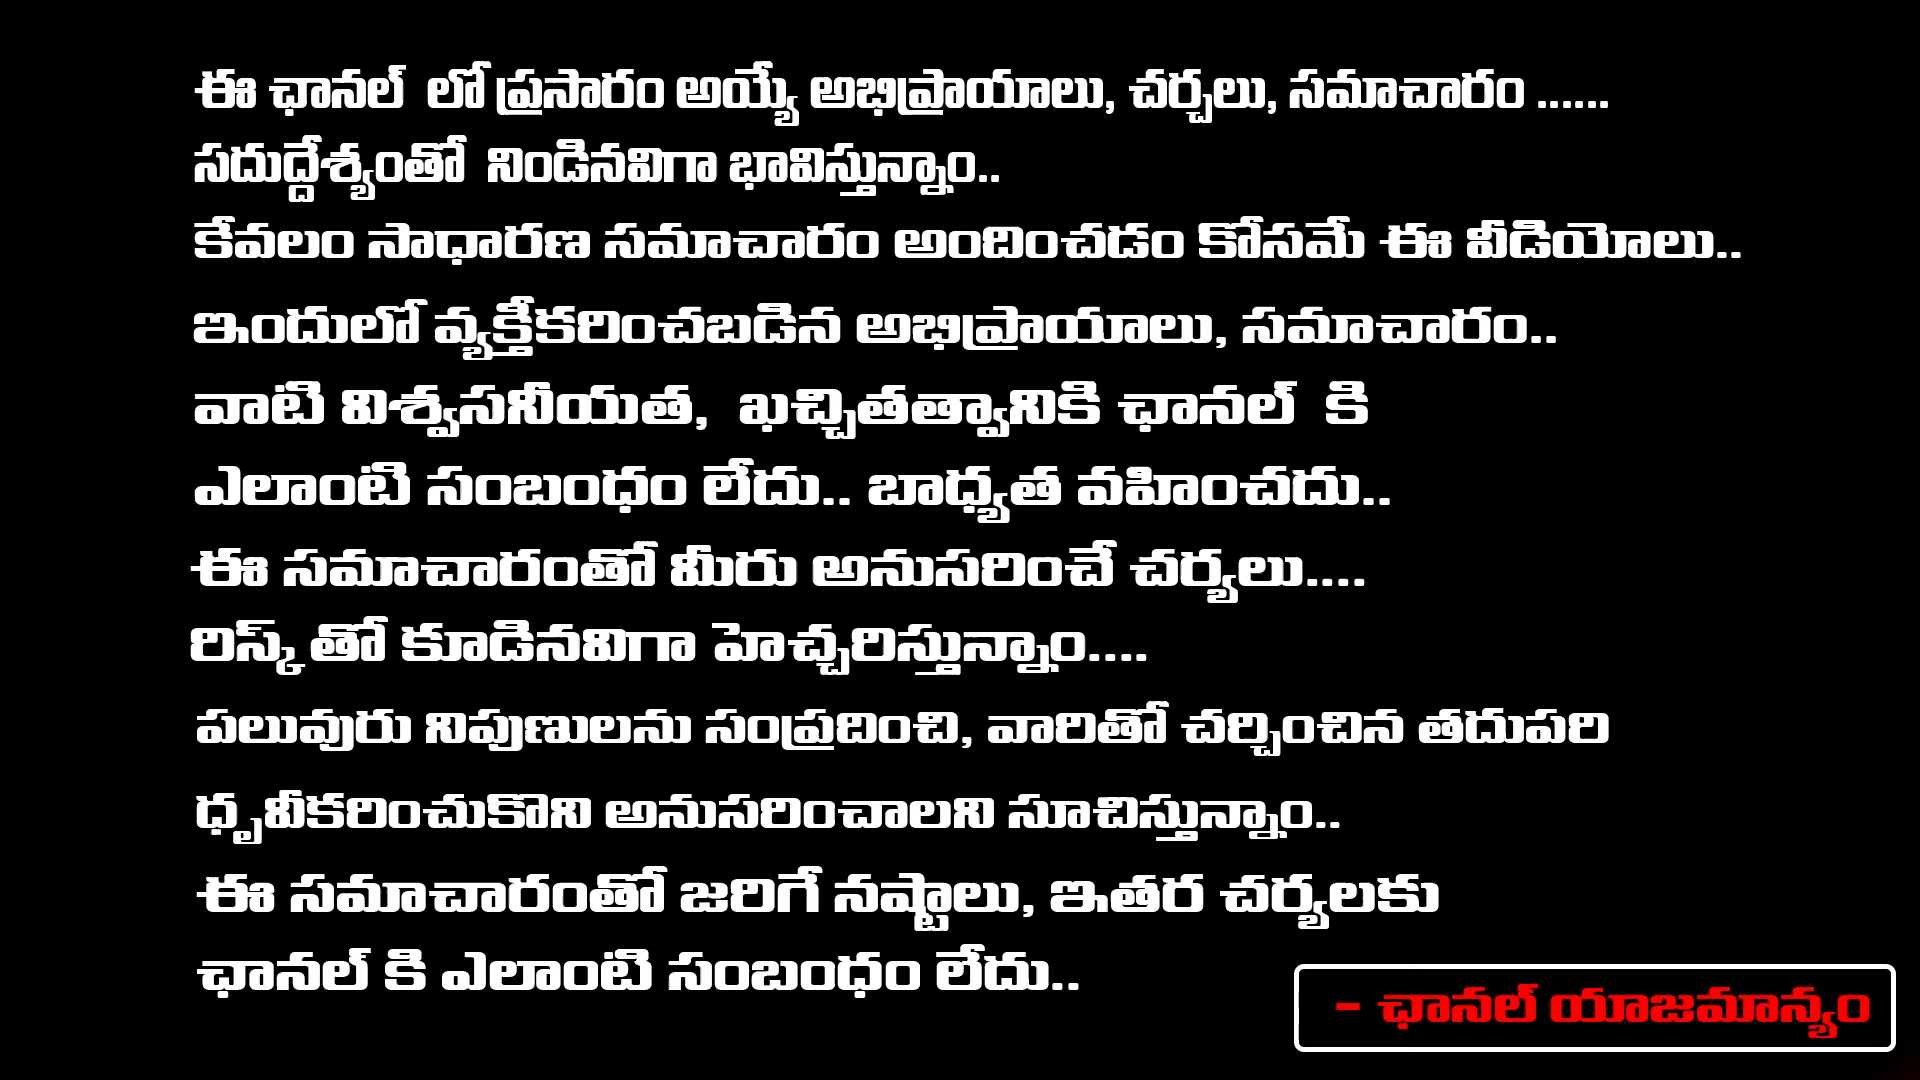 ఈ ఛానల్ లో ప్రసారం అయ్యే అభిప్రాయాలు, చర్చలు, సమాచారం ......
సదుద్దేశ్యంతో నిండినవిగా భావిస్తున్నాం..
కేవలం సాధారణ సమాచారం అందించడం కోసమే ఈ వీడియోలు..
ఇందులో వ్యక్తీకరించబడిన అభిప్రాయాలు, సమాచారం..
వాటి విశ్వసనీయత, ఖచ్చితత్వానికి ఛానల్ కి
ఎలాంటి సంబంధం లేదు.. బాధ్యత వహించదు..
ఈ సమాచారంతో మీరు అనుసరించే చర్యలు....
రిస్క్ తో కూడినవిగా హెచ్చరిస్తున్నాం....
పలువురు నిపుణులను సంప్రదించి, వారితో చర్చించిన తదుపరి
ధృవీకరించుకొని అనుసరించాలని సూచిస్తున్నాం..
ఈ సమాచారంతో జరిగే నష్టాలు, ఇతర చర్యలకు
ఛానల్ కి ఎలాంటి సంబంధం లేదు..
- ఛానల్ యాజమాన్యం